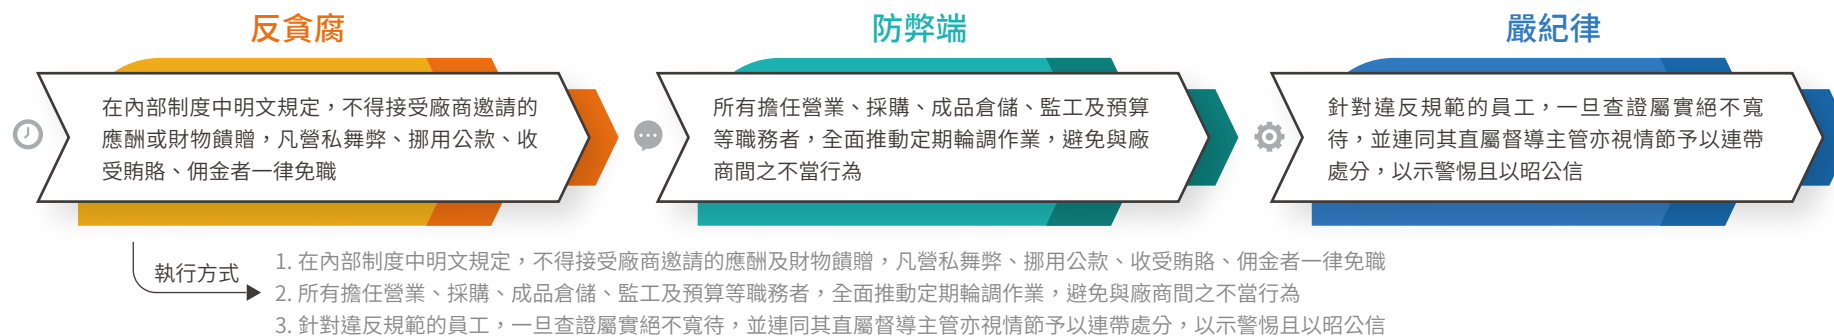 反貪腐
在內部制度中明文規定，不得接受廠商邀請的
應酬或財物饋贈，凡營私舞弊、挪用公款、收
受賄賂、佣金者一律免職
防弊端
所有擔任營業、採購、成品倉儲、監工及預算
等職務者，全面推動定期輪調作業，避免與廠
商間之不當行為
嚴紀律
針對違反規範的員工，一旦查證屬實絕不寬
待，並連同其直屬督導主管亦視情節予以連帶
處分，以示警惕且以昭公信
執行方式
1. 在內部制度中明文規定，不得接受廠商邀請的應酬及財物饋贈，凡營私舞弊、挪用公款、收受賄賂、佣金者一律免職
2. 所有擔任營業、採購、成品倉儲、監工及預算等職務者，全面推動定期輪調作業，避免與廠商間之不當行為
3. 針對違反規範的員工，一旦查證屬實絕不寬待，並連同其直屬督導主管亦視情節予以連帶處分，以示警惕且以昭公信